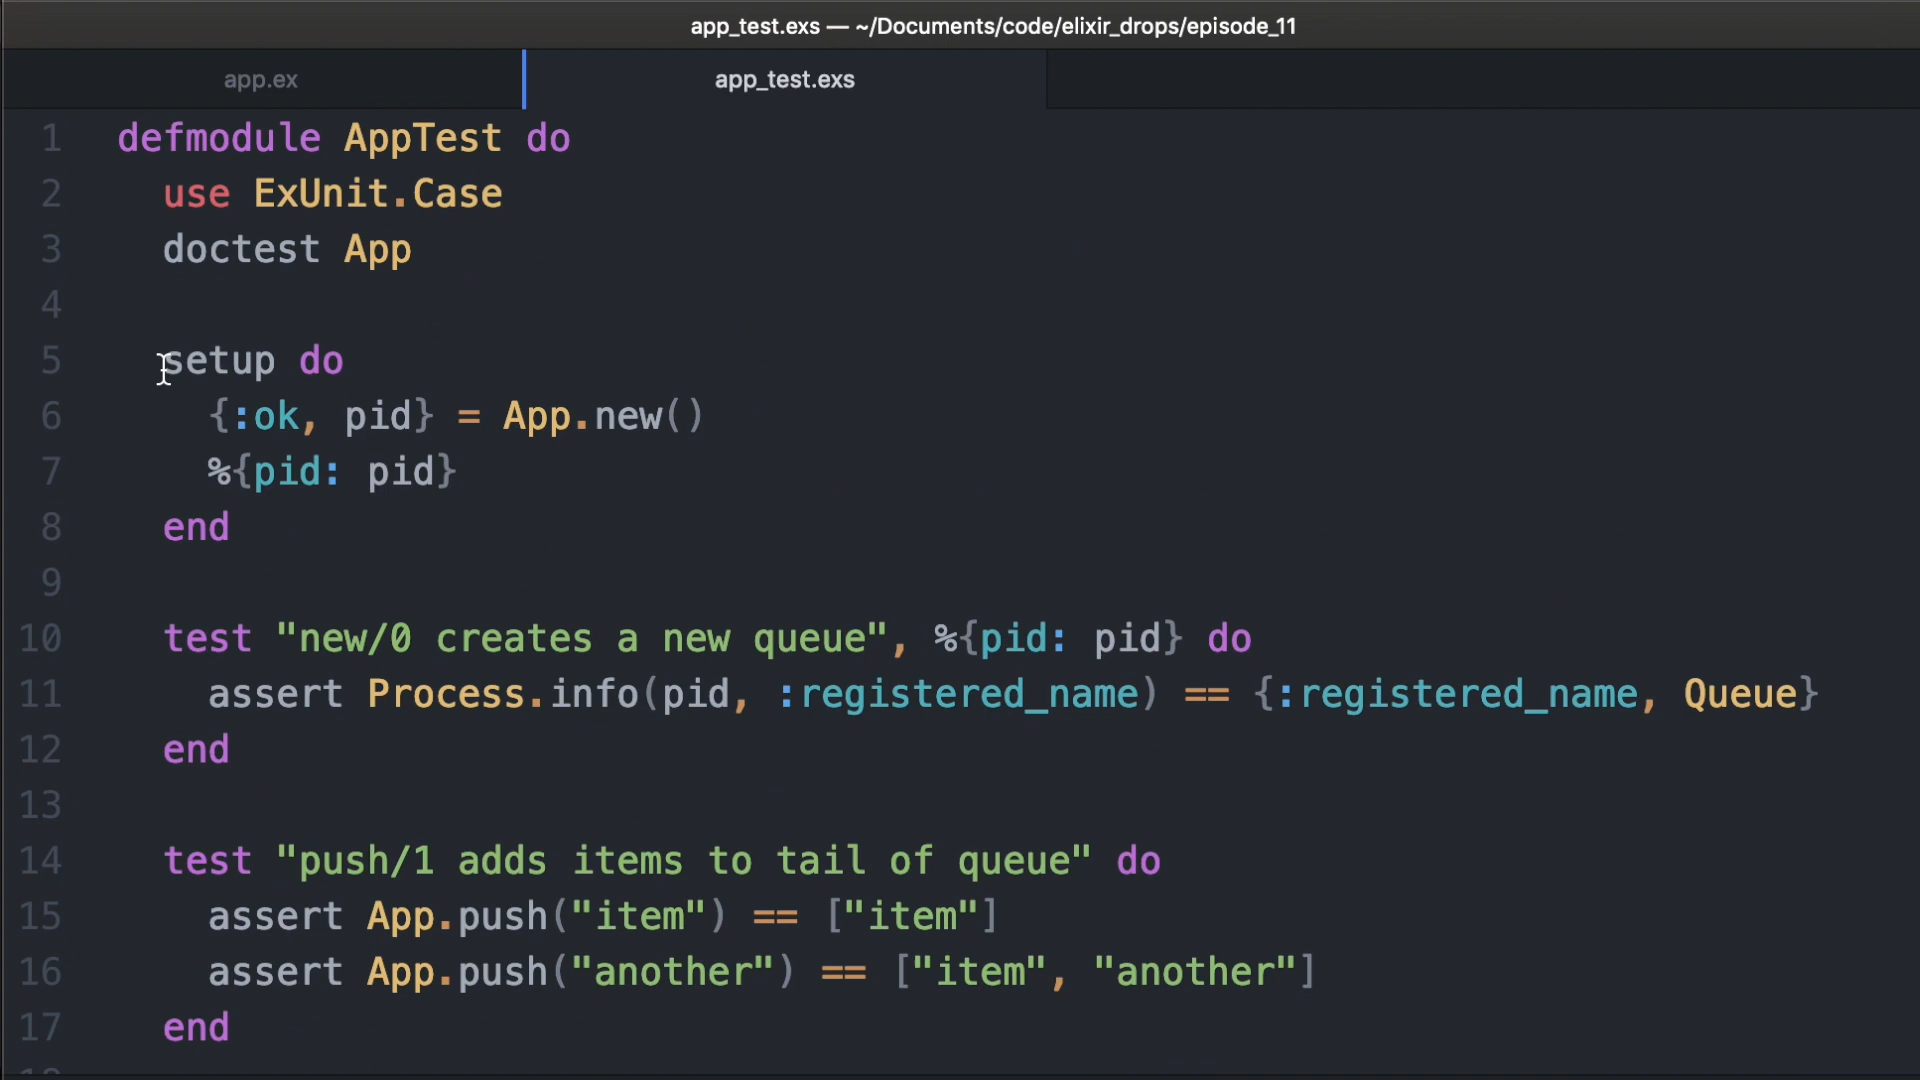 app_test.exs — ~/Documents/code/elixir_drops/episode_11
app.ex app_test.exs
1 defmodule AppTest do
2 use ExUnit.Case
3 doctest App
4
5 setup do
6 {:ok, pid} = App.new()
7 %{pid: pid}
8 end
9
10 test "new/0 creates a new queue", %{pid: pid} do
11 assert Process.info(pid, :registered_name) == {:registered_name, Queue}
12 end
13
14 test "push/1 adds items to tail of queue" do
15 assert App.push("item") == ["item"]
16 assert App.push("another") == ["item", "another"]
17 end